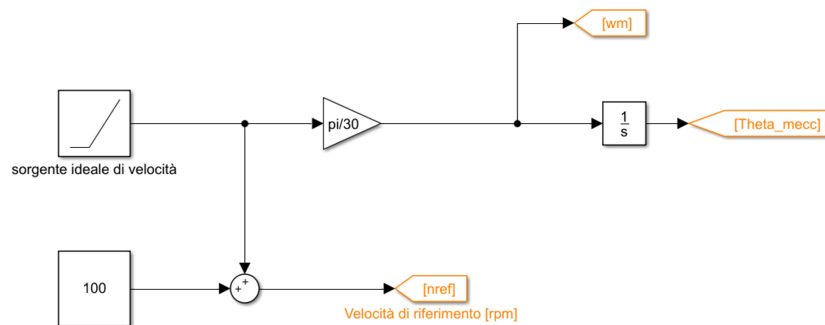 [wm]
pi/30
1
s
[Theta_mecc]
sorgente ideale di velocità
100
+
+
[nref]
Velocità di riferimento [rpm]